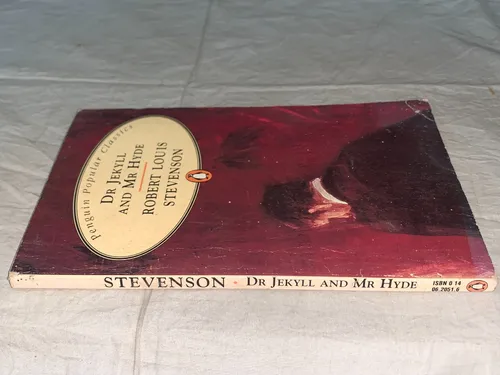 Penguin Popular Classics
DR JEKYLL
AND MR HYDE
ROBERT LOUIS
STEVENSON
STEVENSON · DR JEKYLL AND MR HYDE
ISBN 0 14
06.2051.6